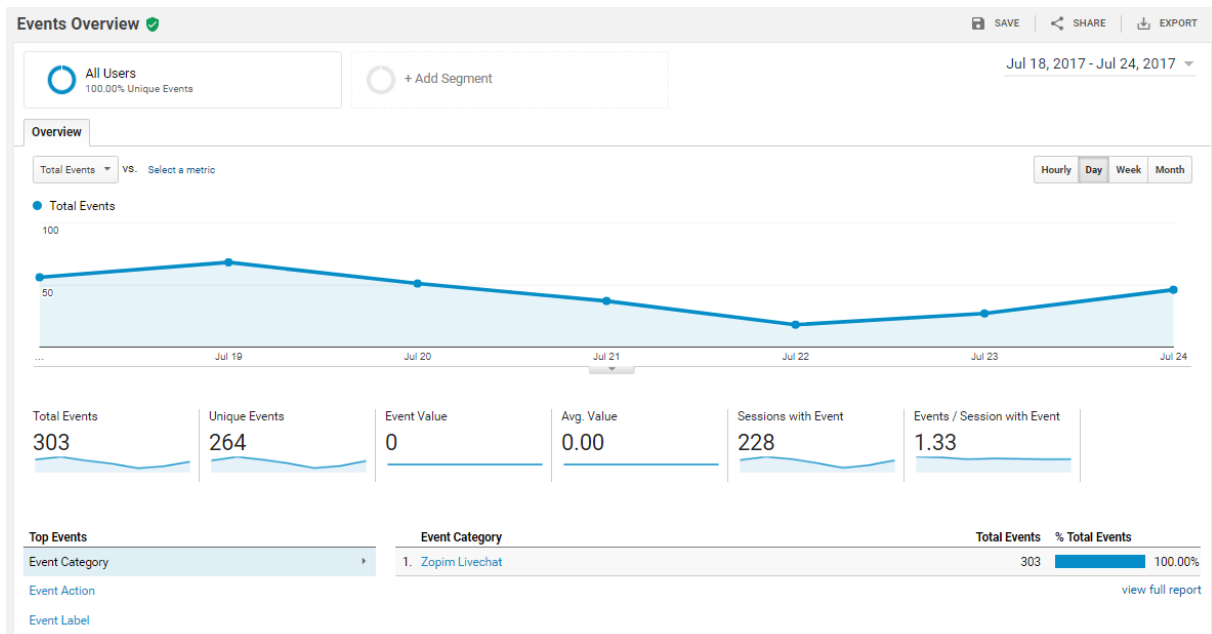 Events Overview
SAVE
SHARE
EXPORT
All Users
100.00% Unique Events
+ Add Segment
Jul 18, 2017 - Jul 24, 2017
Overview
Total Events VS. Select a metric
Hourly Day Week Month
Total Events
100
50
... Jul 19 Jul 20 Jul 21 Jul 22 Jul 23 Jul 24
Total Events
303
Unique Events
264
Event Value
0
Avg. Value
0.00
Sessions with Event
228
Events / Session with Event
1.33
Top Events
Event Category
Event Action
Event Label
Event Category Total Events % Total Events
1. Zopim Livechat 303 100.00%
view full report